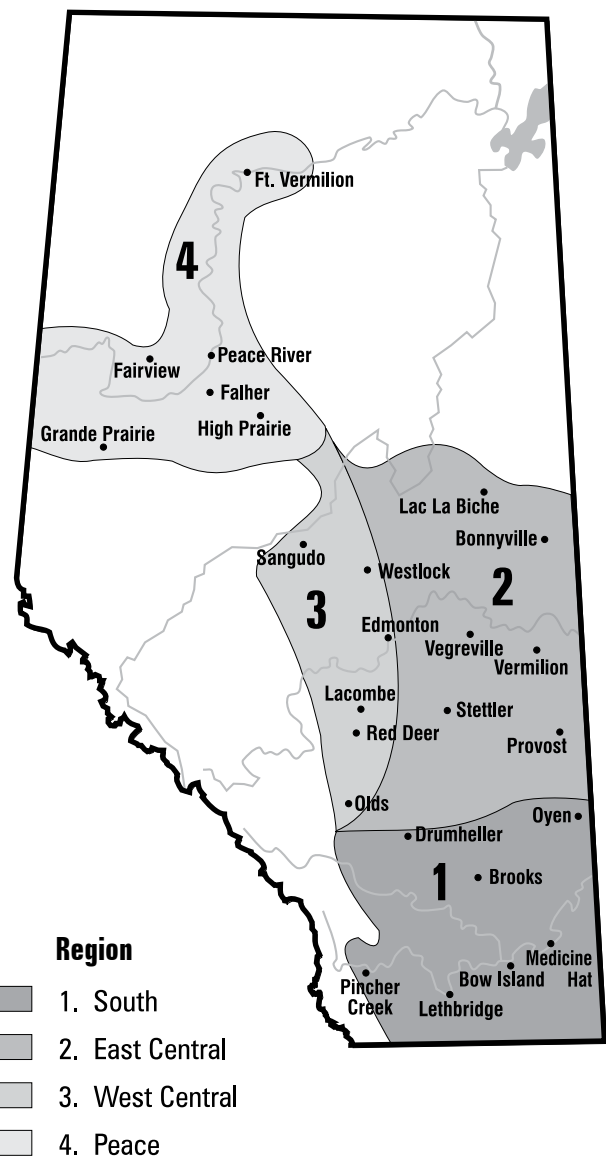 Ft. Vermilion
4
Peace River
Fairview
Falher
High Prairie
Grande Prairie
Lac La Biche
Bonnyville
Sangudo
Westlock
2
3
Edmonton
Vegreville
Vermilion
Lacombe
Stettler
Red Deer
Provost
Olds
Oyen
Drumheller
1
Brooks
Medicine
Hat
Bow Island
Pincher
Creek
Lethbridge
Region
1. South
2. East Central
3. West Central
4. Peace